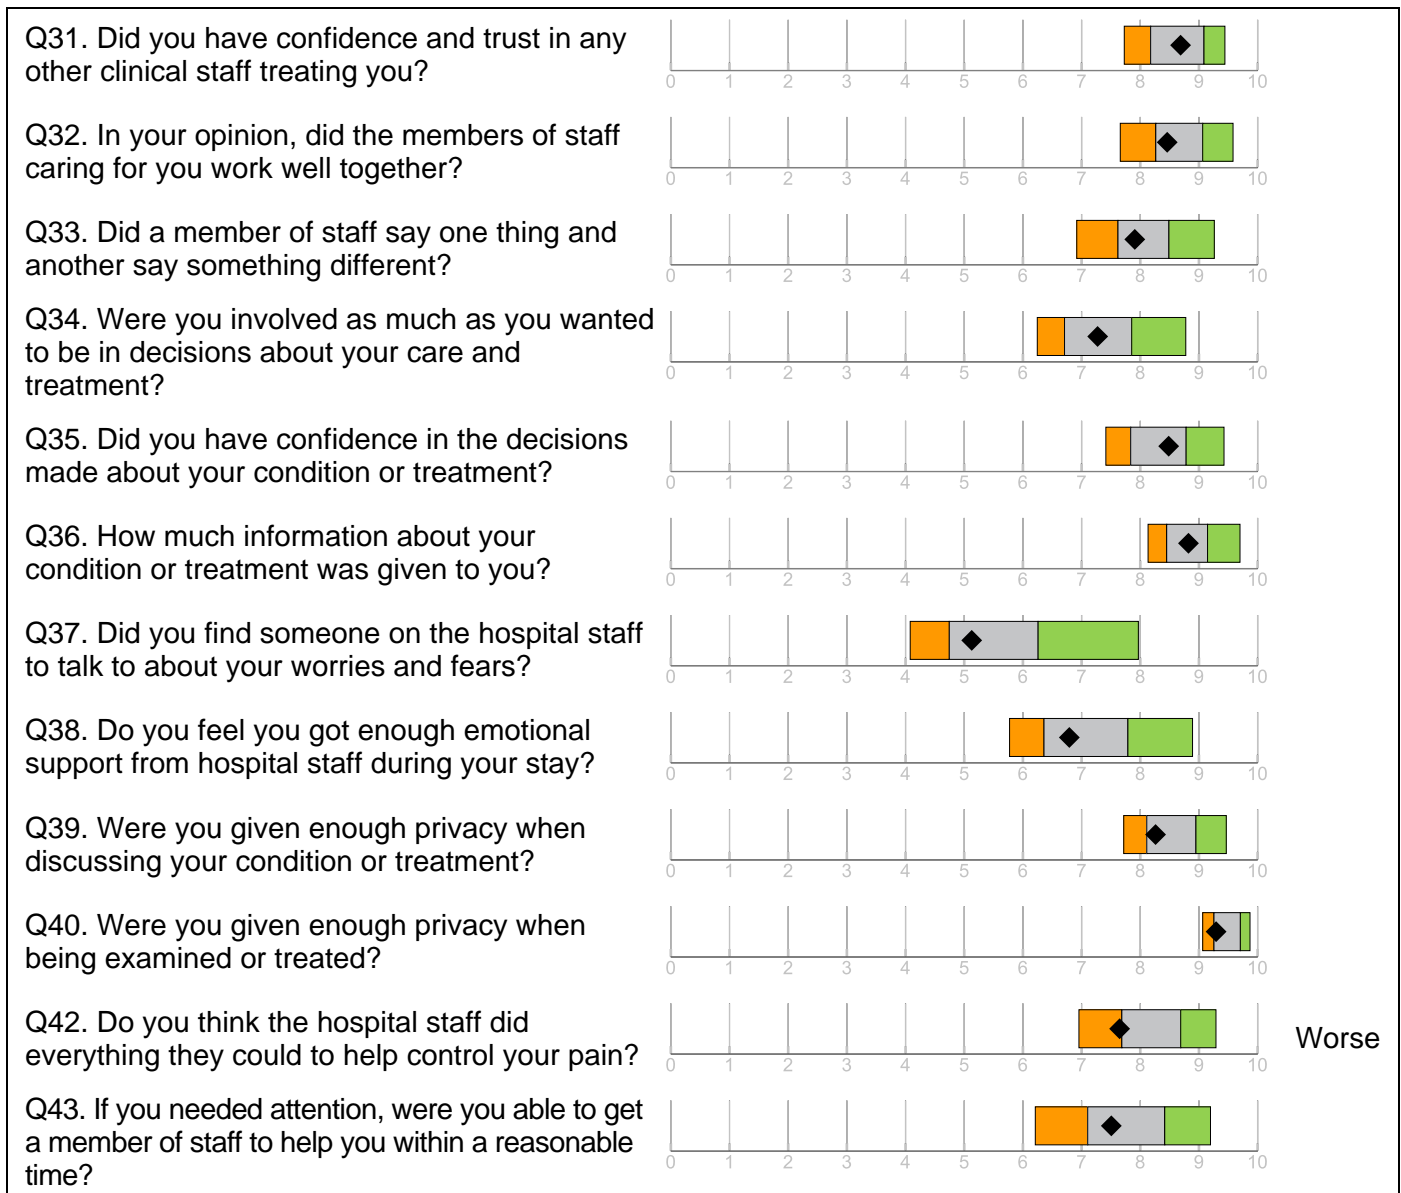 Q31. Did you have confidence and trust in any
other clinical staff treating you?
0 1 2 3 4 5 6 7 8 9 10
Q32. In your opinion, did the members of staff
caring for you work well together?
0 1 2 3 4 5 6 7 8 9 10
Q33. Did a member of staff say one thing and
another say something different?
0 1 2 3 4 5 6 7 8 9 10
Q34. Were you involved as much as you wanted
to be in decisions about your care and
treatment?
0 1 2 3 4 5 6 7 8 9 10
Q35. Did you have confidence in the decisions
made about your condition or treatment?
0 1 2 3 4 5 6 7 8 9 10
Q36. How much information about your
condition or treatment was given to you?
0 1 2 3 4 5 6 7 8 9 10
Q37. Did you find someone on the hospital staff
to talk to about your worries and fears?
0 1 2 3 4 5 6 7 8 9 10
Q38. Do you feel you got enough emotional
support from hospital staff during your stay?
0 1 2 3 4 5 6 7 8 9 10
Q39. Were you given enough privacy when
discussing your condition or treatment?
0 1 2 3 4 5 6 7 8 9 10
Q40. Were you given enough privacy when
being examined or treated?
0 1 2 3 4 5 6 7 8 9 10
Q42. Do you think the hospital staff did
everything they could to help control your pain?
Worse
0 1 2 3 4 5 6 7 8 9 10
Q43. If you needed attention, were you able to get
a member of staff to help you within a reasonable
time?
0 1 2 3 4 5 6 7 8 9 10